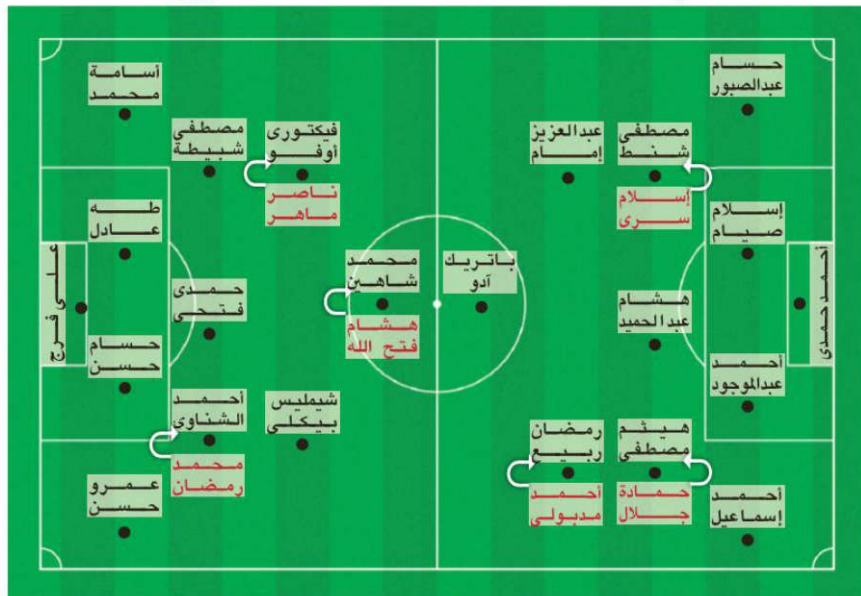 حسام
عبدالصبور
أسامة
محمد
مصطفى
شنط
إسلام
سرى
عبدالعزيز
إمام
فيكتورى
أوفو
ناصر
ماهر
مصطفى
شبيطة
إسلام
صيام
طه
عادل
باتريك
آدو
محمد
شاهين
هشام
فتح الله
أحمد حمدى
هشام
عبدالحميد
حمدى
فتحى
على فرج
أحمد
عبدالموجود
حسام
حسن
هيثم
مصطفى
حمادة
جلال
رمضان
ربيع
أحمد
مدبولى
شيمليس
بيكلى
أحمد
الشناوى
محمد
رمضان
أحمد
إسماعيل
عمرو
حسن